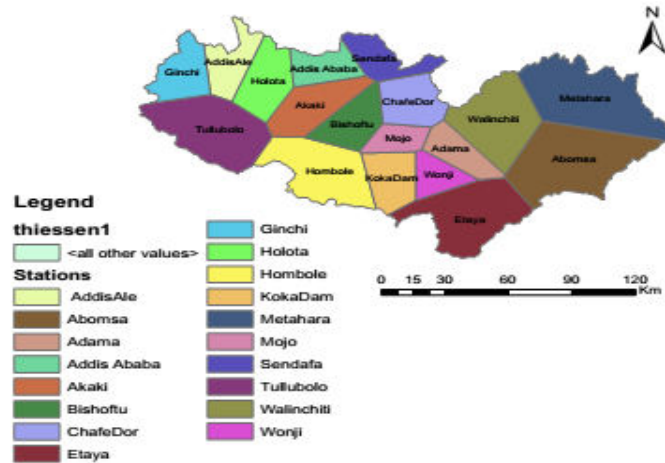 N
Ginchi
AddisAle
Holota
Addis Ababa
Sendafa
Akaki
Bishoftu
ChafeDor
Tullubolo
Mojo
Adama
Walinchiti
Metahara
Hombole
KokaDam
Wonji
Abomsa
Etaya
Legend
thiessen1
<all other values>
Stations
AddisAle
Abomsa
Adama
Addis Ababa
Akaki
Bishoftu
ChafeDor
Etaya
Ginchi
Holota
Hombole
KokaDam
Metahara
Mojo
Sendafa
Tullubolo
Walinchiti
Wonji
0 15 30 60 90 120
Km